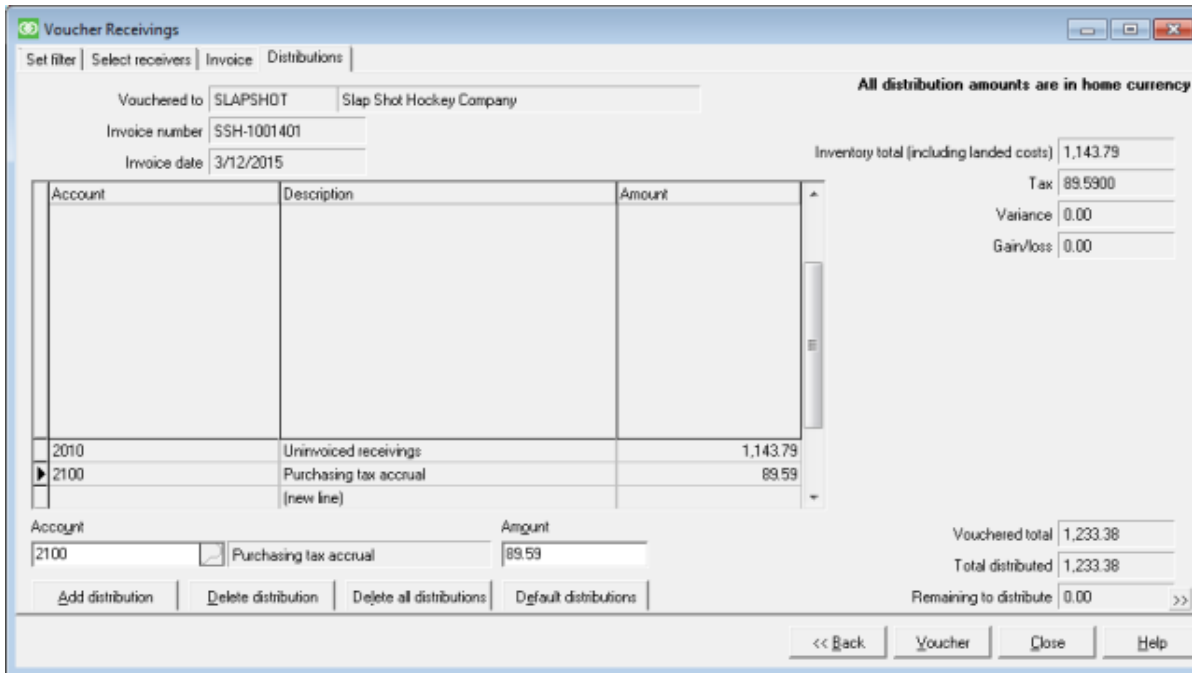 Voucher Receivings
Set filter Select receivers Invoice Distributions
All distribution amounts are in home currency
Vouchered to SLAPSHOT Slap Shot Hockey Company
Invoice number SSH-1001401
Invoice date 3/12/2015
Inventory total (including landed costs) 1,143.79
Tax 89.5900
Variance 0.00
Gain/loss 0.00
Account Description Amount
2010 Uninvoiced receivings 1,143.79
2100 Purchasing tax accrual 89.59
(new line)
Account Amount
2100 Purchasing tax accrual 89.59
Vouchered total 1,233.38
Total distributed 1,233.38
Remaining to distribute 0.00 >>
Add distribution Delete distribution Delete all distributions Default distributions
<< Back Voucher Close Help